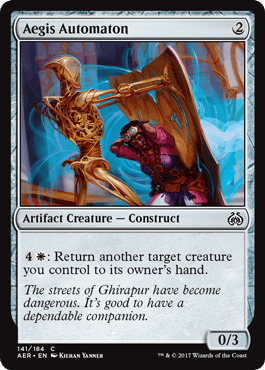 Aegis Automaton 2
Artifact Creature — Construct
4 : Return another target creature
you control to its owner's hand.
The streets of Ghirapur have become
dangerous. It's good to have a
dependable companion.
0/3
141/184 C
AER • EN KIERAN YANNER
™ & © 2017 Wizards of the Coast